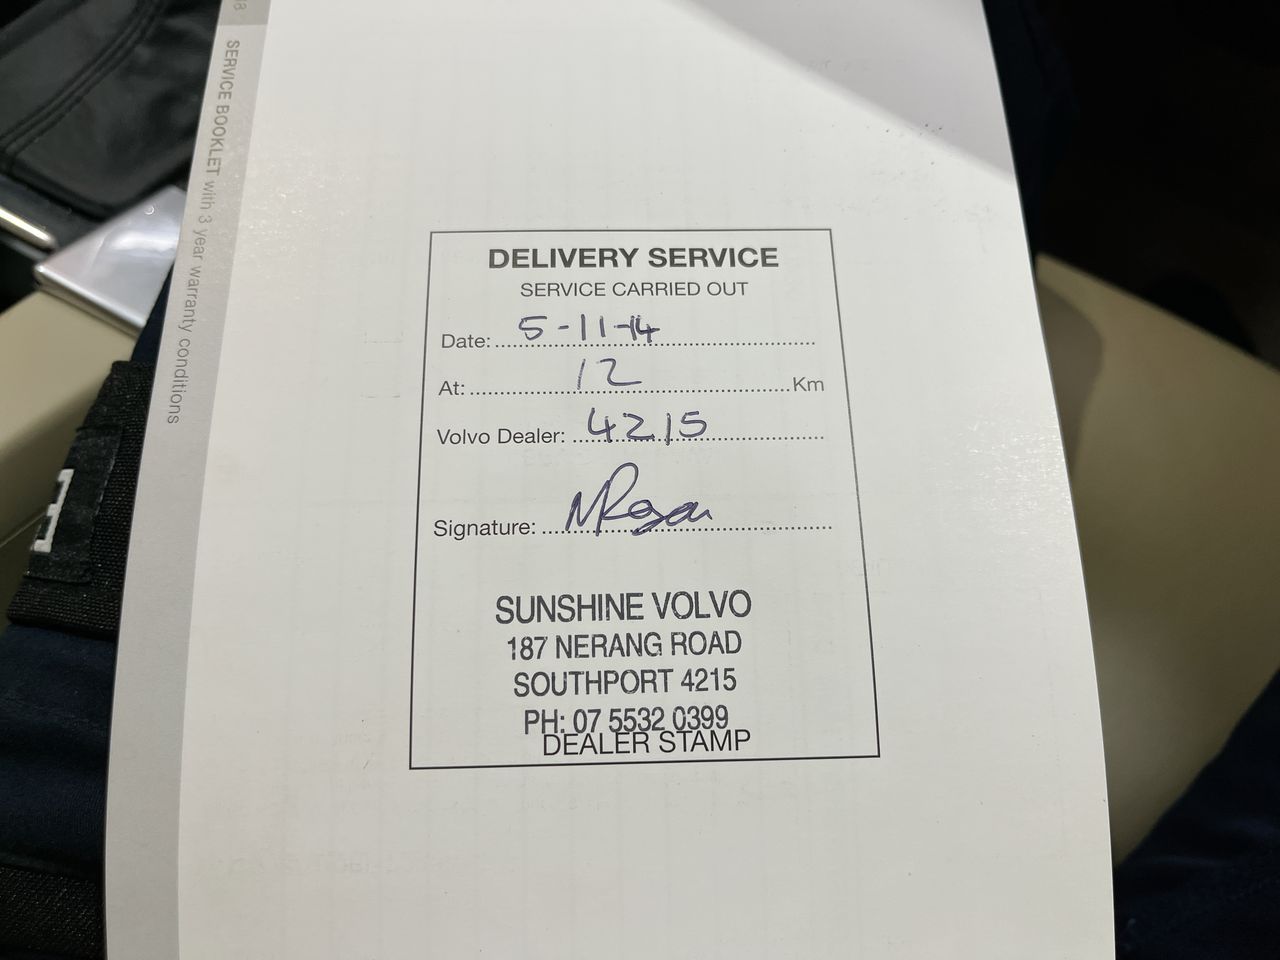 SERVICE BOOKLET with 3 year warranty conditions
DELIVERY SERVICE
SERVICE CARRIED OUT
Date: 5-11-14
At: 12 Km
Volvo Dealer: 4215
Signature:
SUNSHINE VOLVO
187 NERANG ROAD
SOUTHPORT 4215
PH: 07 5532 0399
DEALER STAMP